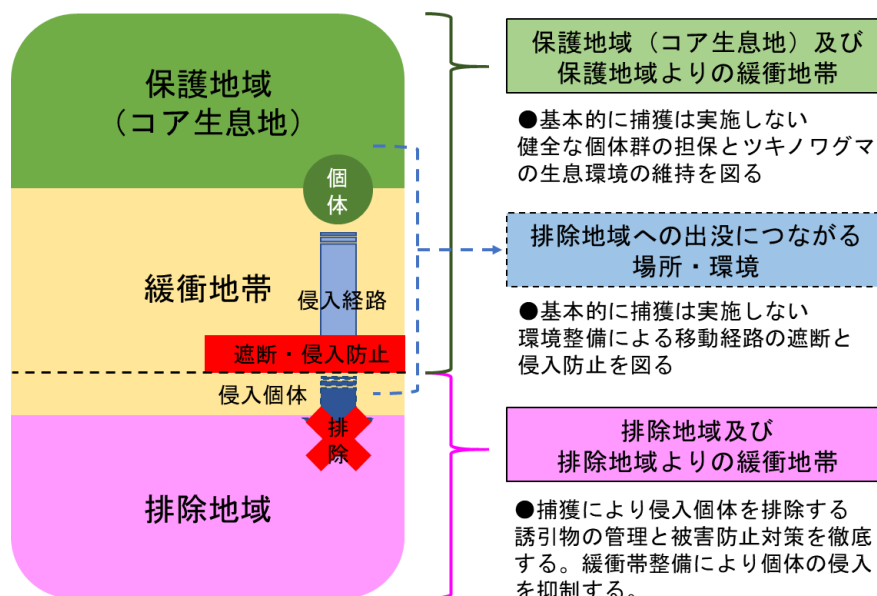 保護地域
（コア生息地）
個
体
緩衝地帯
侵入経路
遮断・侵入防止
侵入個体
排
除
排除地域
保護地域（コア生息地）及び
保護地域よりの緩衝地帯
●基本的に捕獲は実施しない
健全な個体群の担保とツキノワグマ
の生息環境の維持を図る
排除地域への出没につながる
場所・環境
●基本的に捕獲は実施しない
環境整備による移動経路の遮断と
侵入防止を図る
排除地域及び
排除地域よりの緩衝地帯
●捕獲により侵入個体を排除する
誘引物の管理と被害防止対策を徹底
する。緩衝帯整備により個体の侵入
を抑制する。